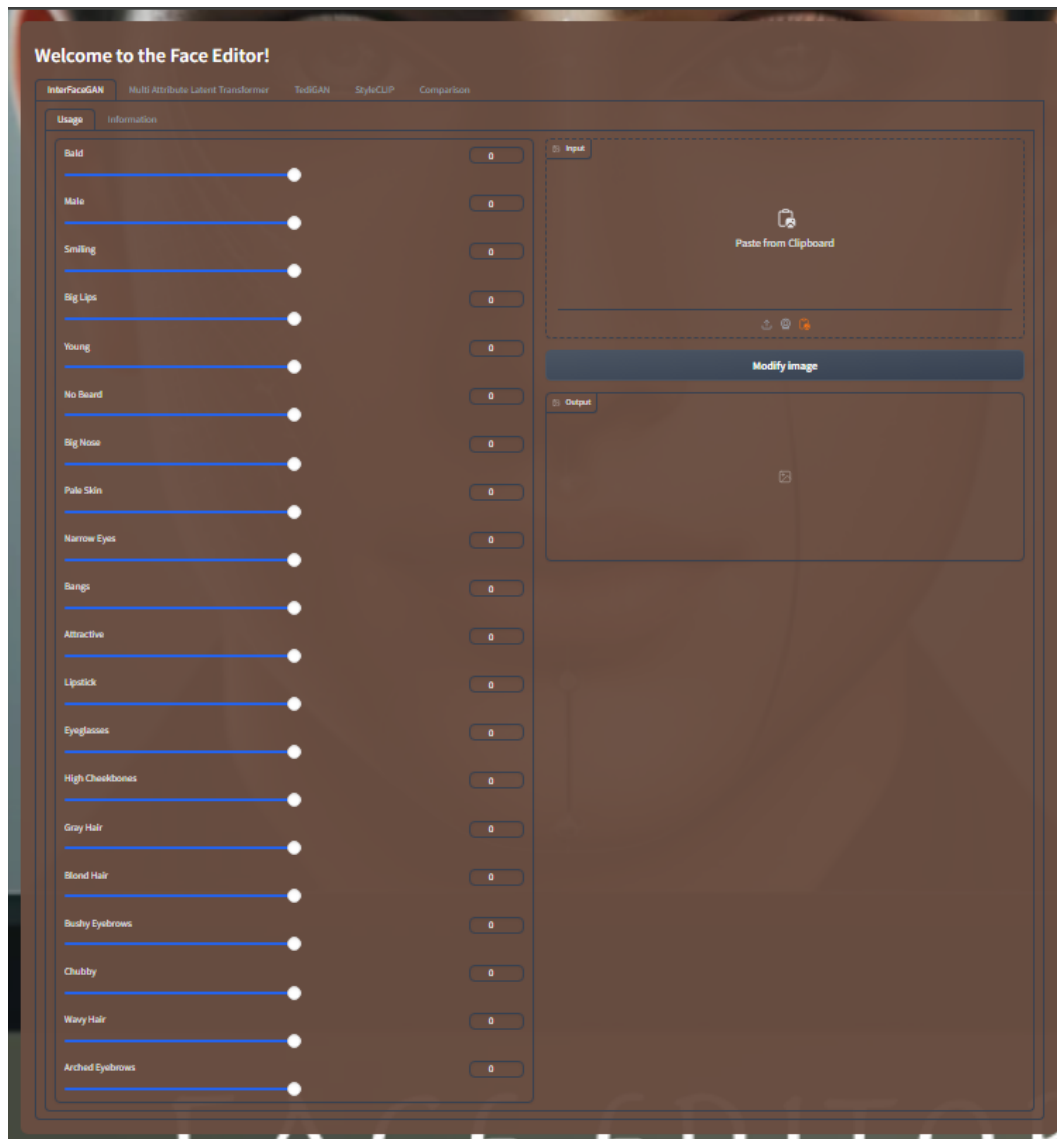 Welcome to the Face Editor!
InterFaceGAN Multi Attribute Latent Transformer TediGAN StyleCLIP Comparison
Usage Information
Bald 0
Male 0
Smiling 0
Big Lips 0
Young 0
No Beard 0
Big Nose 0
Pale Skin 0
Narrow Eyes 0
Bangs 0
Attractive 0
Lipstick 0
Eyeglasses 0
High Cheekbones 0
Gray Hair 0
Blond Hair 0
Bushy Eyebrows 0
Chubby 0
Wavy Hair 0
Arched Eyebrows 0
Input
Paste from Clipboard
Modify image
Output
FACE EDITOR